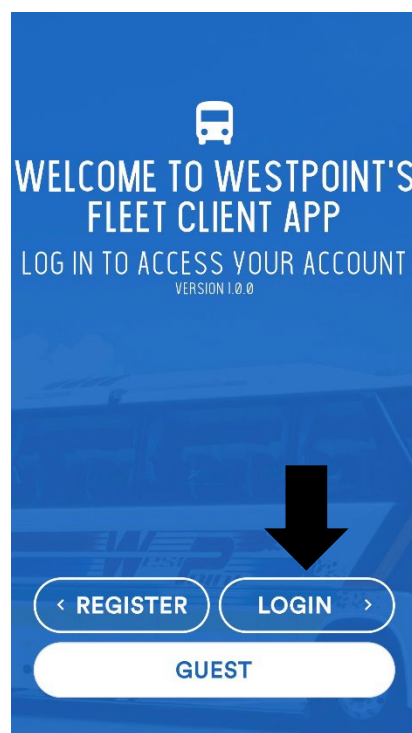 WELCOME TO WESTPOINT'S
FLEET CLIENT APP
LOG IN TO ACCESS YOUR ACCOUNT
VERSION 1.0.0
< REGISTER
LOGIN >
GUEST